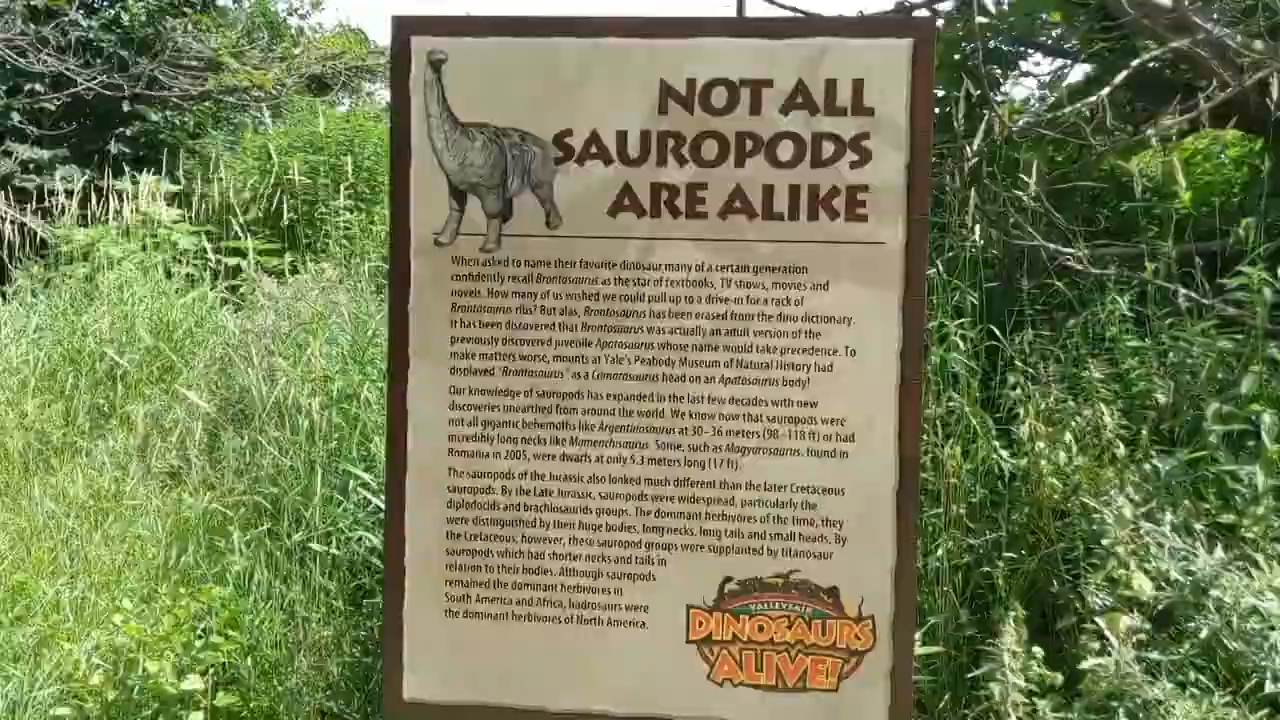 NOT ALL
SAUROPODS
ARE ALIKE
When asked to name their favorite dinosaur many of a certain generation
confidently recall Brontosaurus as the star of textbooks, TV shows, movies and
novels. How many of us wished we could pull up to a drive-in for a rack of
Brontosaurus ribs? But alas, Brontosaurus has been erased from the dino dictionary.
It has been discovered that Brontosaurus was actually an adult version of the
previously discovered juvenile Apatosaurus whose name would take precedence. To
make matters worse, mounts at Yale's Peabody Museum of Natural History had
displayed "Brontosaurus" as a Camarasaurus head on an Apatosaurus body!
Our knowledge of sauropods has expanded in the last few decades with new
discoveries unearthed from around the world. We know now that sauropods were
not all gigantic behemoths like Argentinosaurus at 30-36 meters (98-118 ft) or had
incredibly long necks like Mamenchisaurus. Some, such as Magyarosaurus, found in
Romania in 2005, were dwarfs at only 5.3 meters long (17 ft).
The sauropods of the Jurassic also looked much different than the later Cretaceous
sauropods. By the Late Jurassic, sauropods were widespread, particularly the
diplodocids and brachiosaurids groups. The dominant herbivores of the time, they
were distinguished by their huge bodies, long necks, long tails and small heads. By
the Cretaceous, however, these sauropod groups were supplanted by titanosaur
sauropods which had shorter necks and tails in
relation to their bodies. Although sauropods
remained the dominant herbivores in
South America and Africa, hadrosaurs were
the dominant herbivores of North America.
VALLEYFAIR
DINOSAURS
ALIVE!